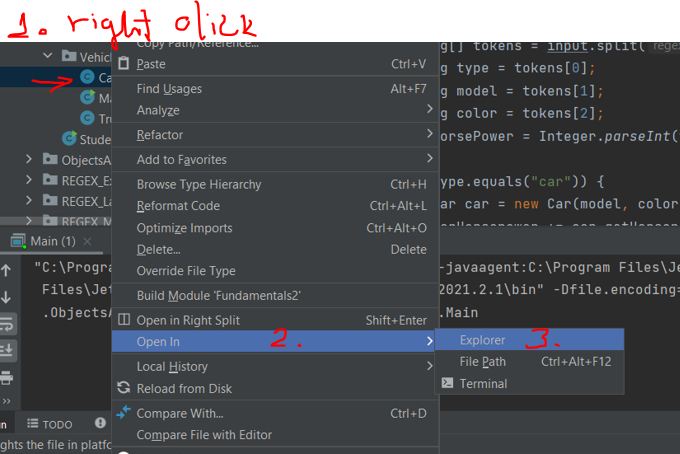 1. right click
Vehicl
Copy Path/Reference...
g[] tokens = input.split( rege
Paste Ctrl+V
Ca
g type = tokens[0];
Find Usages Alt+F7
Ma
g model = tokens[1];
Analyze
Tru
g color = tokens[2];
Refactor
Stude
orsePower = Integer.parseInt(
Add to Favorites
ObjectsA
Browse Type Hierarchy Ctrl+H
REGEX_Ex
ype.equals("car")) {
Reformat Code Ctrl+Alt+L
REGEX_La
ar car = new Car(model, color
Optimize Imports Ctrl+Alt+O
REGEX_M
Delete... Delete
Main (1)
Override File Type
"C:\Program
-javaagent:C:\Program Files\Je
Build Module 'Fundamentals2'
Files\Jet
2021.2.1\bin" -Dfile.encoding=
Open in Right Split Shift+Enter
.ObjectsA
.Main
Open In 2.
Explorer 3.
File Path Ctrl+Alt+F12
Local History
Terminal
Reload from Disk
Compare With... Ctrl+D
TODO
Compare File with Editor
ghts the file in platfo